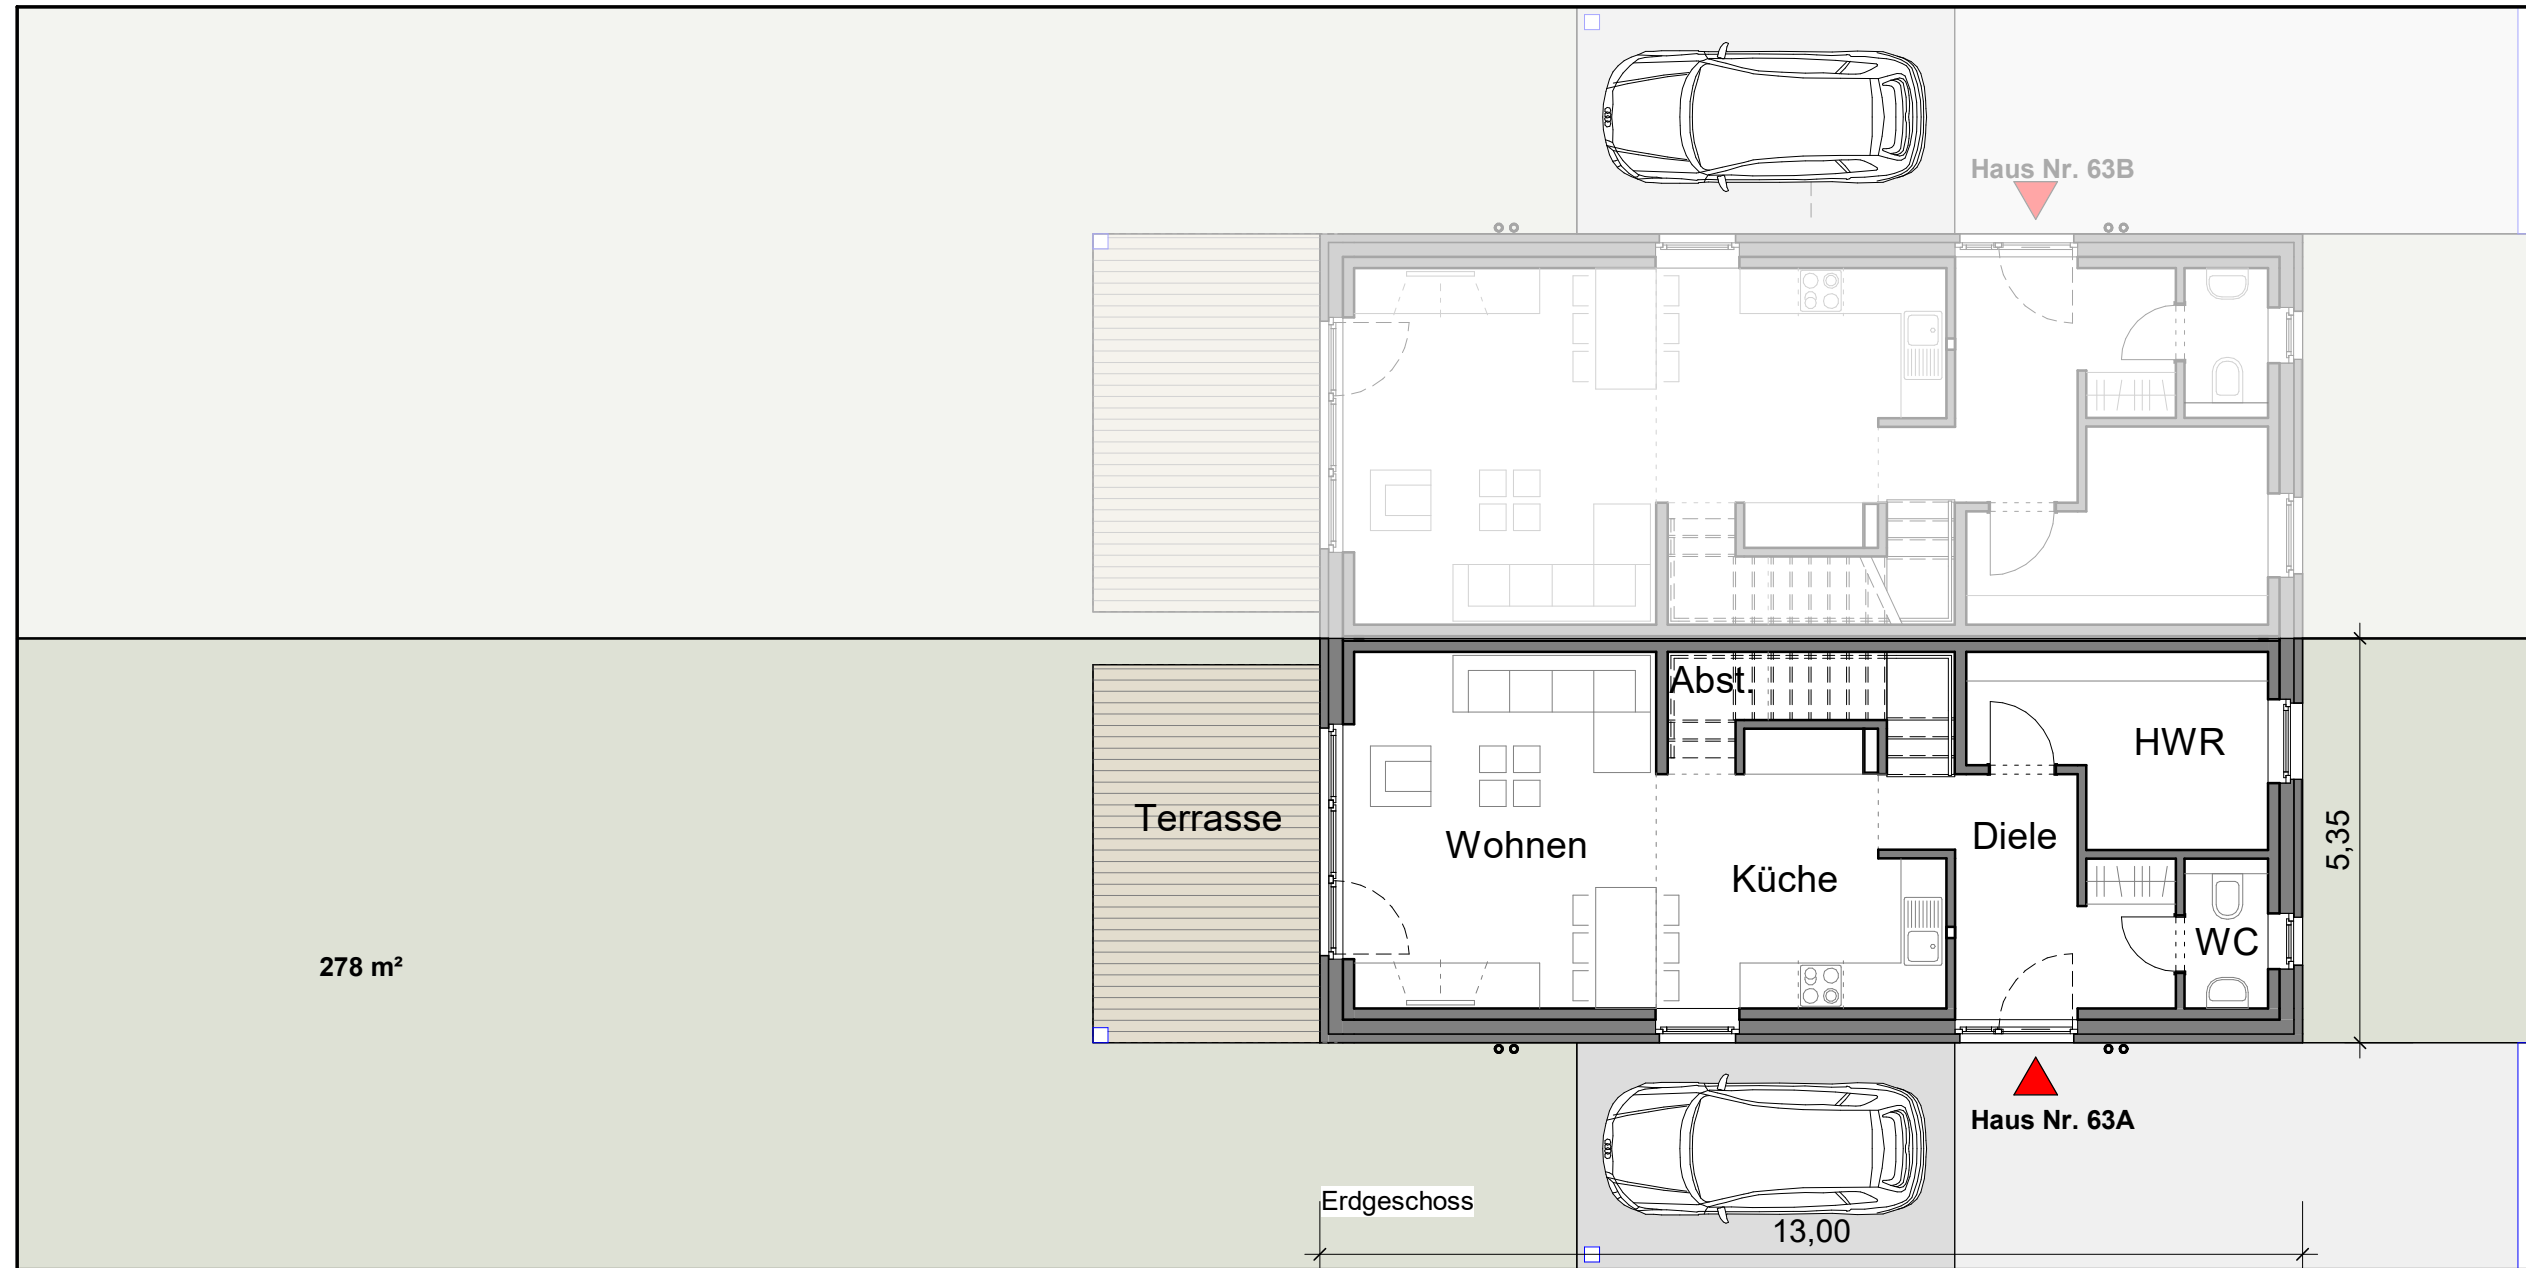 Haus Nr. 63B
Abst.
HWR
Terrasse
Wohnen
Küche
Diele
5,35
WC
278 m²
Haus Nr. 63A
Erdgeschoss
13,00